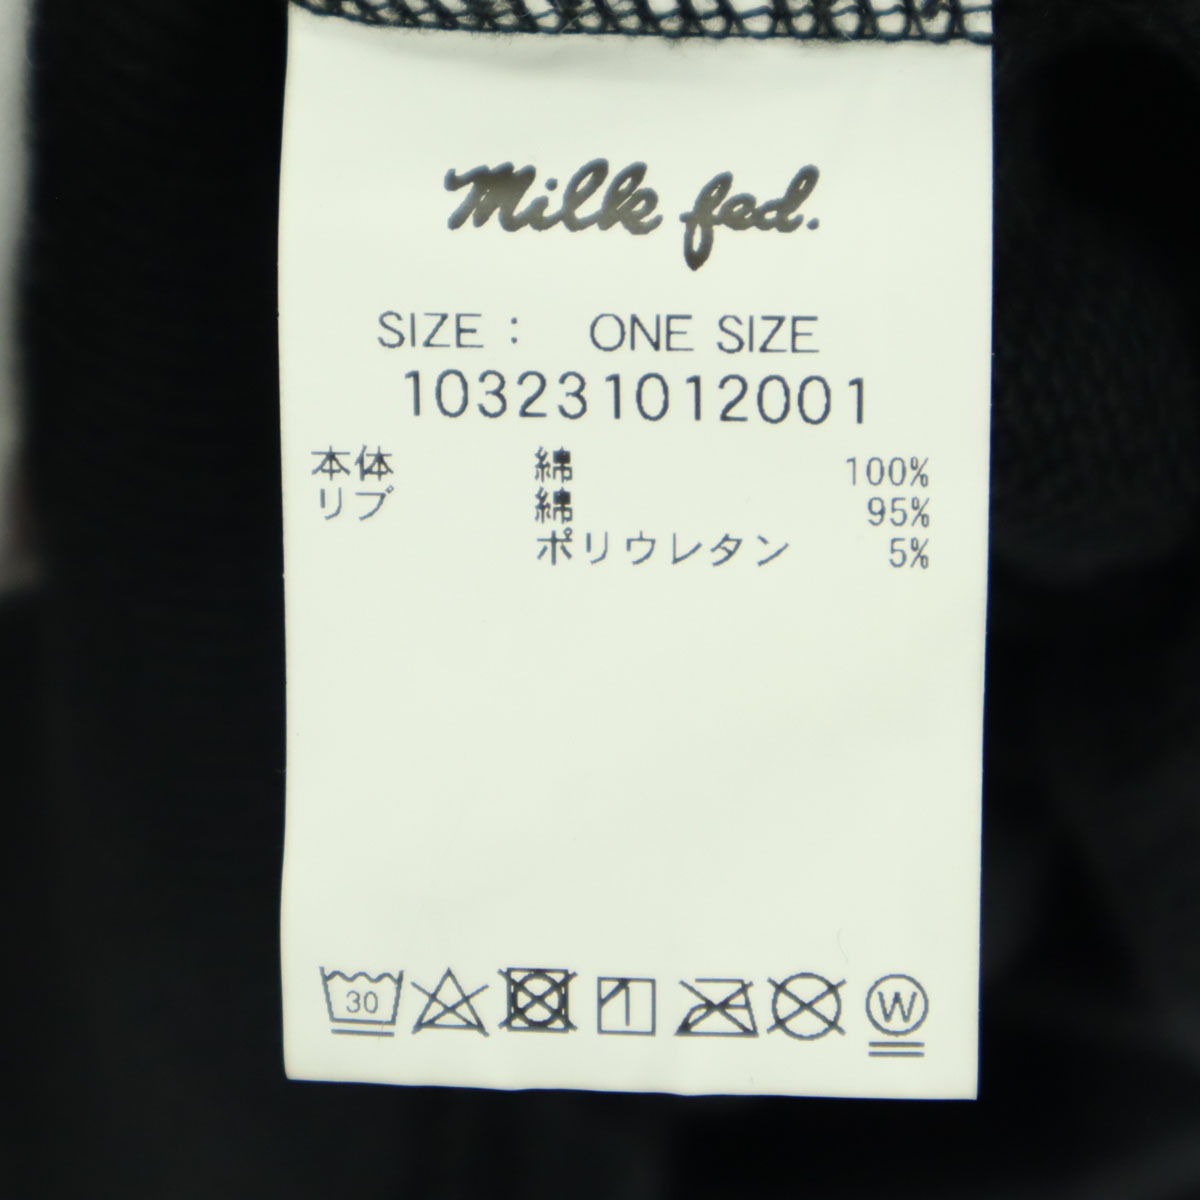 Milk fed.
SIZE : ONE SIZE
103231012001
本体 綿 100%
リブ 綿 95%
ポリウレタン 5%
30
W